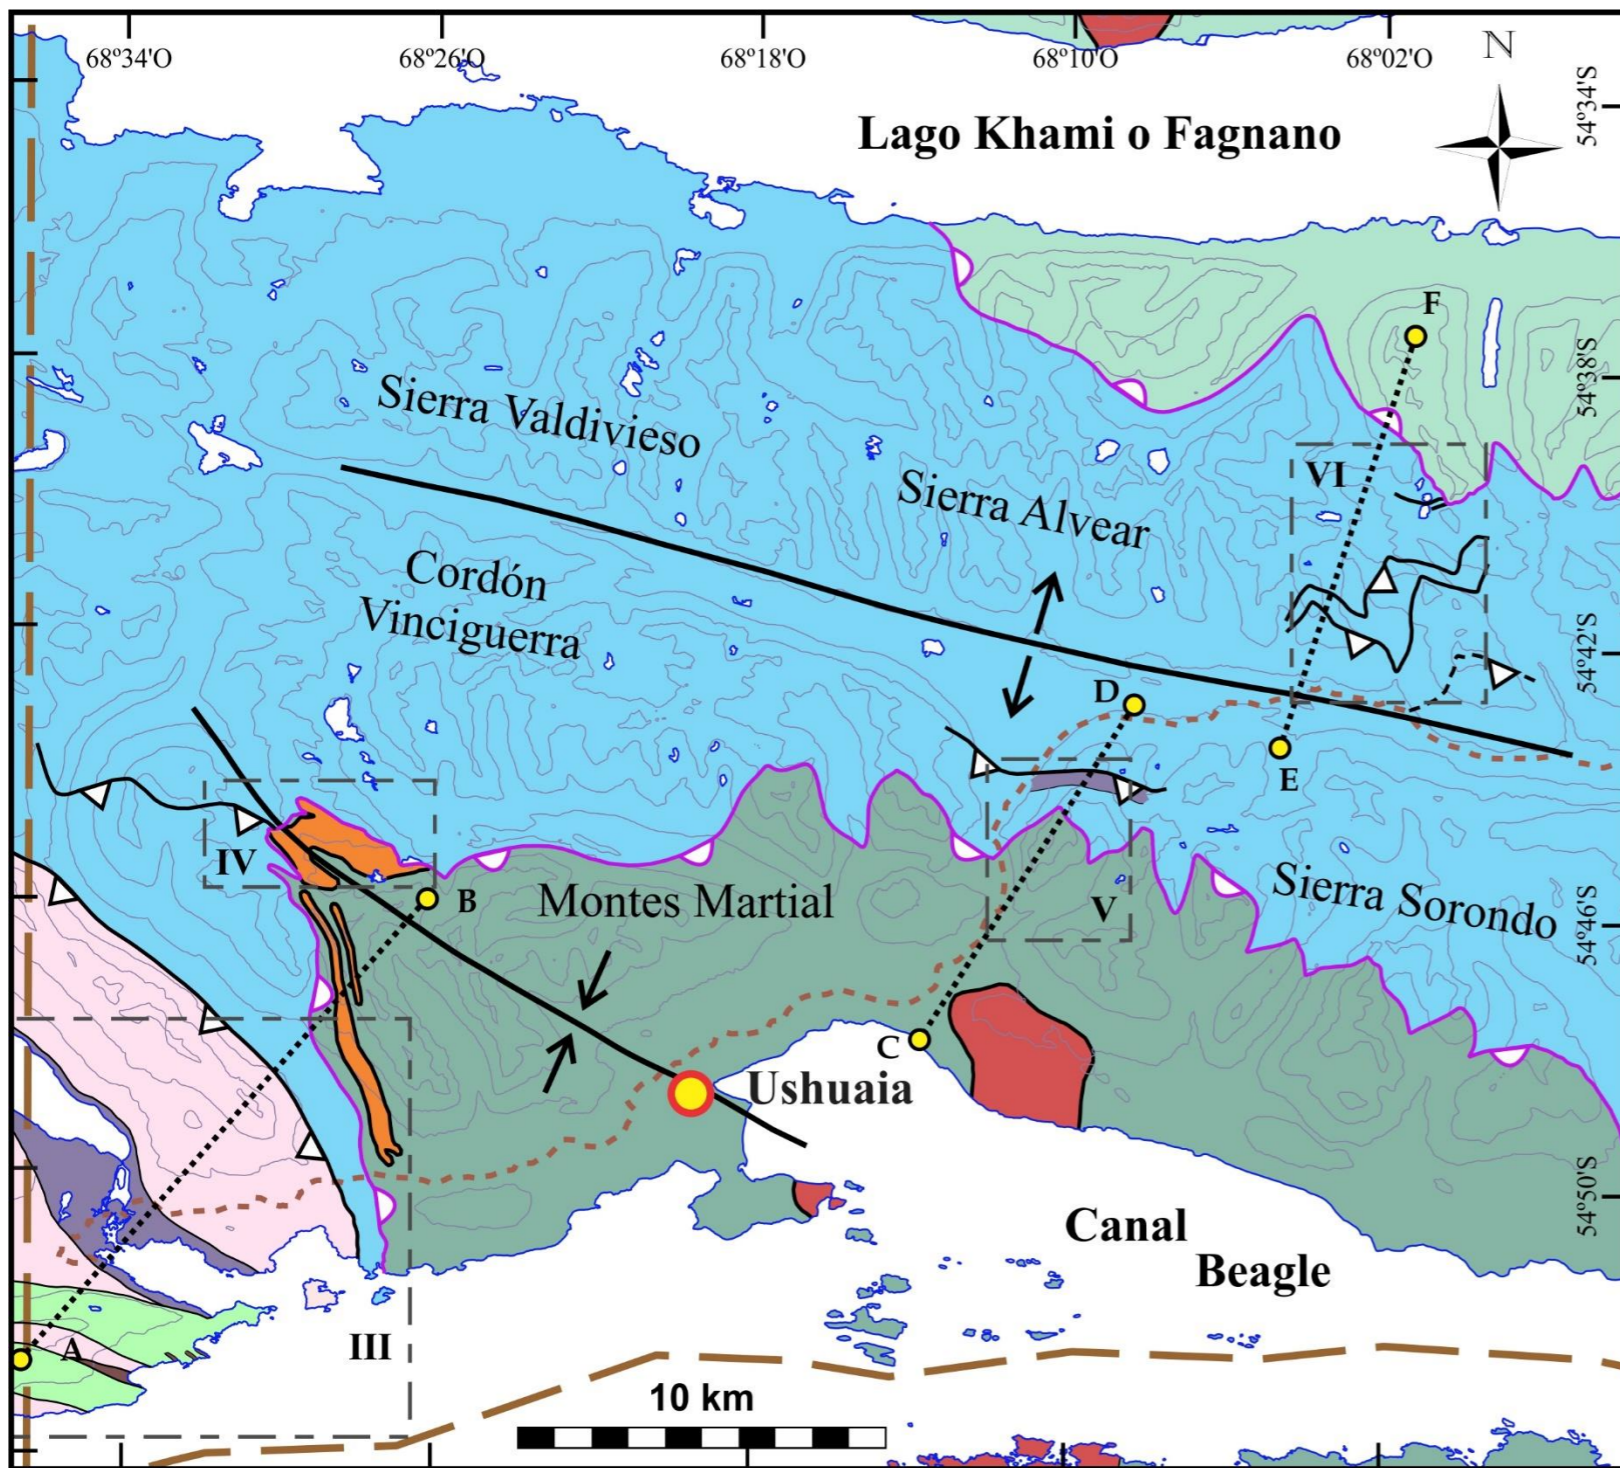 68º34'O
68º26'O
68º18'O
68º10'O
68º02'O
N
54º34'S
Lago Khami o Fagnano
F
54º38'S
Sierra Valdivieso
VI
Sierra Alvear
Cordón
Vinciguerra
54º42'S
D
E
IV
B
Montes Martial
V
Sierra Sorondo
54º46'S
C
Ushuaia
54º50'S
Canal
Beagle
III
A
10 km